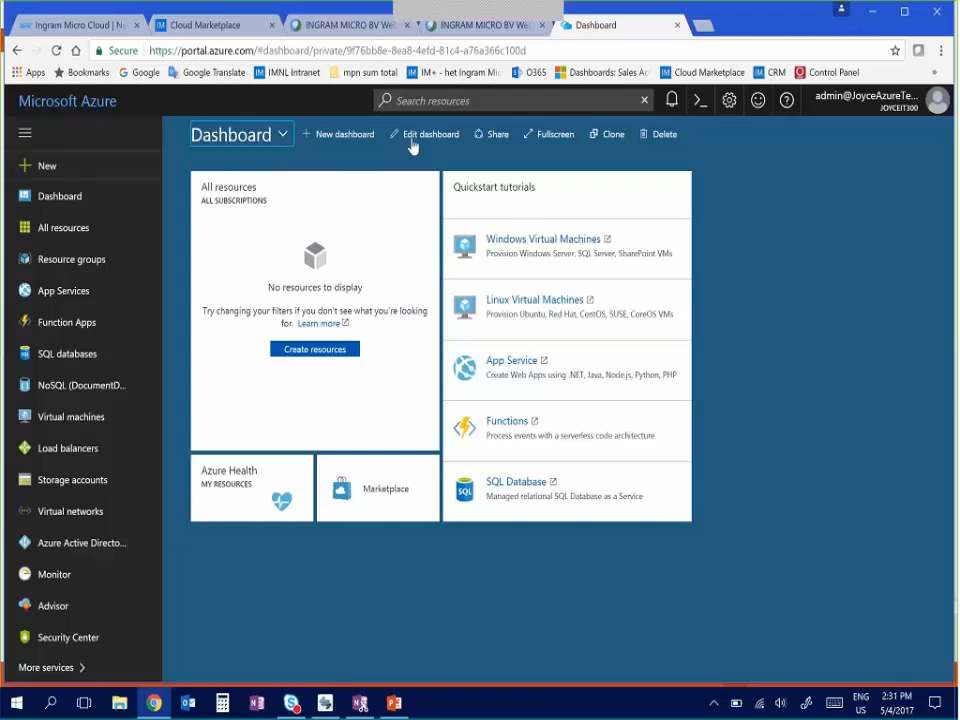 Ingram Micro Cloud | N
Cloud Marketplace
INGRAM MICRO BV Wel
INGRAM MICRO BV Wel
Dashboard
Secure
https://portal.azure.com/#dashboard/private/9f76bb8e-8ea8-4efd-81c4-a76a366c100d
Apps
Bookmarks
Google
Google Translate
IMNL Intranet
mpn sum total
IM+ - het Ingram Mic
O365
Dashboards: Sales Ac
Cloud Marketplace
CRM
Control Panel
Microsoft Azure
Search resources
admin@JoyceAzureTe...
JOYCEIT300
Dashboard
New dashboard
Edit dashboard
Share
Fullscreen
Clone
Delete
New
Dashboard
All resources
Resource groups
App Services
Function Apps
SQL databases
NoSQL (DocumentD...
Virtual machines
Load balancers
Storage accounts
Virtual networks
Azure Active Directo...
Monitor
Advisor
Security Center
More services
All resources
ALL SUBSCRIPTIONS
No resources to display
Try changing your filters if you don't see what you're looking
for. Learn more
Create resources
Azure Health
MY RESOURCES
Marketplace
Quickstart tutorials
Windows Virtual Machines
Provision Windows Server, SQL Server, SharePoint VMs
Linux Virtual Machines
Provision Ubuntu, Red Hat, CentOS, SUSE, CoreOS VMs
App Service
Create Web Apps using .NET, Java, Node.js, Python, PHP
Functions
Process events with a serverless code architecture
SQL
SQL Database
Managed relational SQL Database as a Service
ENG
US
2:31 PM
5/4/2017